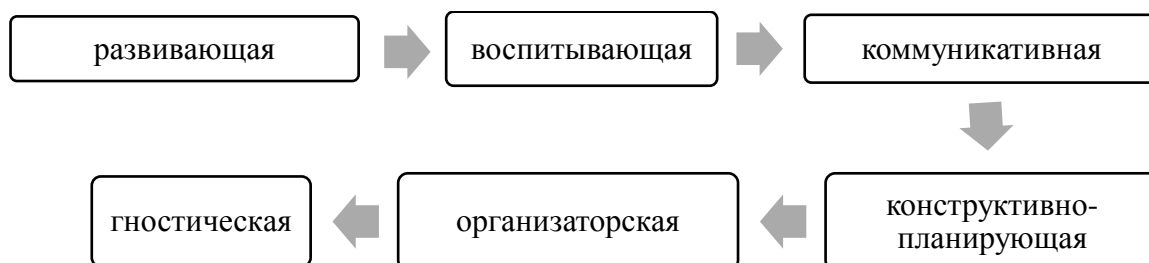 развивающая
воспитывающая
коммуникативная
конструктивно-
планирующая
организаторская
гностическая